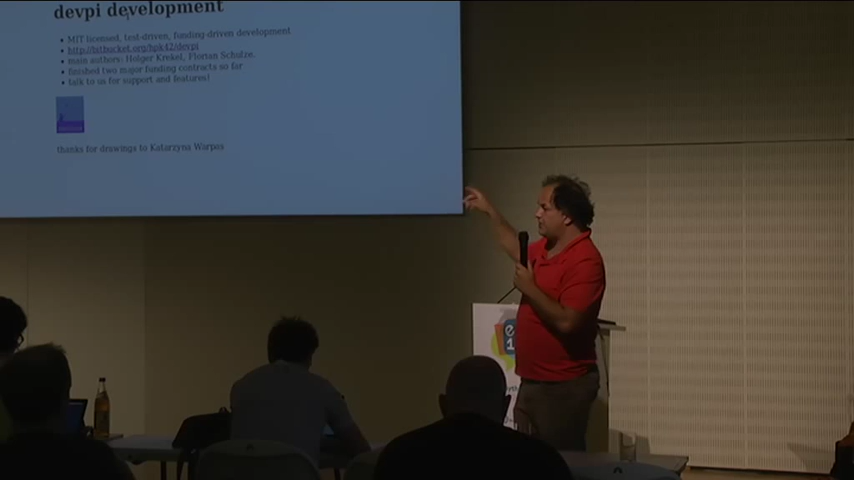 devpi development
MIT licensed, test-driven, funding-driven development
http://bitbucket.org/hpk42/devpi
main authors: Holger Krekel, Florian Schulze.
finished two major funding contracts so far
talk to us for support and features!
thanks for drawings to Katarzyna Warpas